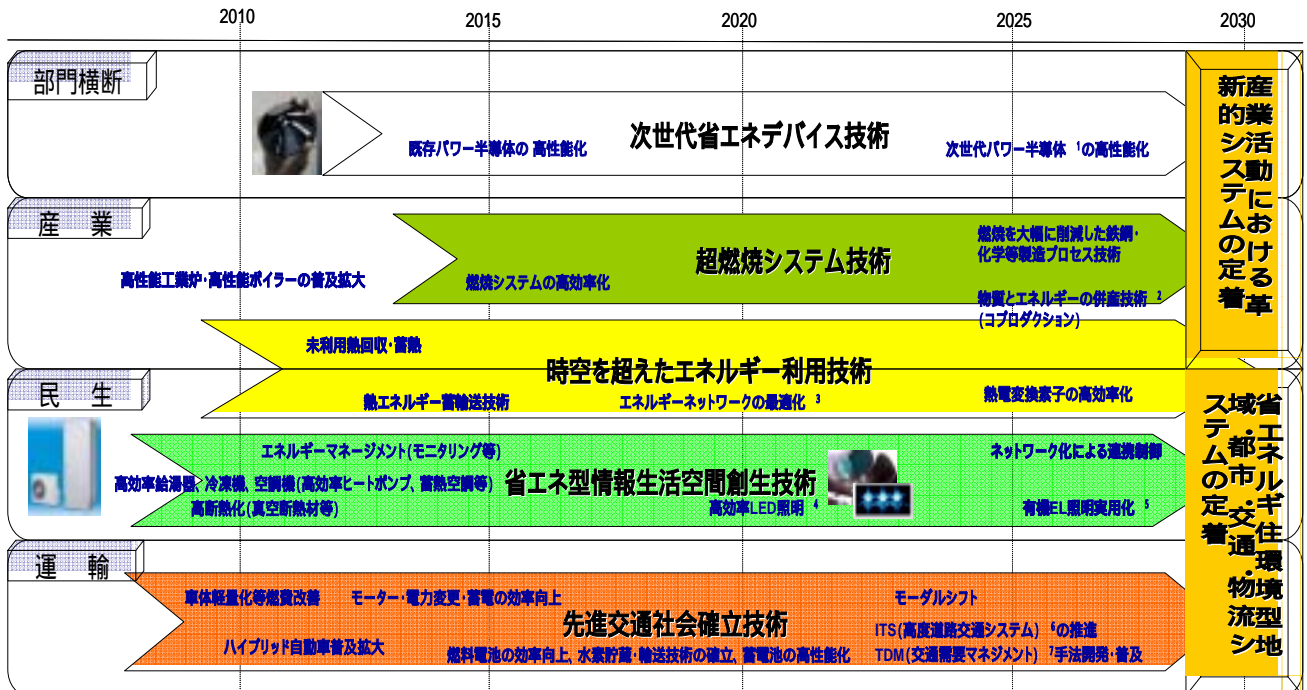 2010 2015 2020 2025 2030
部門横断
次世代省エネデバイス技術
既存パワー半導体の 高性能化
次世代パワー半導体 1の高性能化
産業活動における革
新的システムの定着
産 業
超燃焼システム技術
燃焼を大幅に削減した鉄鋼・
化学等製造プロセス技術
高性能工業炉・高性能ボイラーの普及拡大
燃焼システムの高効率化
物質とエネルギーの併産技術 2
(コプロダクション)
未利用熱回収・蓄熱
時空を超えたエネルギー利用技術
民 生
熱エネルギー蓄輸送技術
エネルギーネットワークの最適化 3
熱電変換素子の高効率化
省エネルギ住環境型地
域・都市・交通・物流シ
ステムの定着
エネルギーマネージメント(モニタリング等)
ネットワーク化による連携制御
高効率給湯器、冷凍機、空調機(高効率ヒートポンプ、蓄熱空調等)
省エネ型情報生活空間創生技術
高断熱化(真空断熱材等)
高効率LED照明 4
有機EL照明実用化 5
運 輸
車体軽量化等燃費改善
モーター・電力変更・蓄電の効率向上
モーダルシフト
先進交通社会確立技術
ITS(高度道路交通システム) 6の推進
ハイブリッド自動車普及拡大
燃料電池の効率向上、水素貯蔵・輸送技術の確立、蓄電池の高性能化
TDM(交通需要マネジメント) 7手法開発・普及